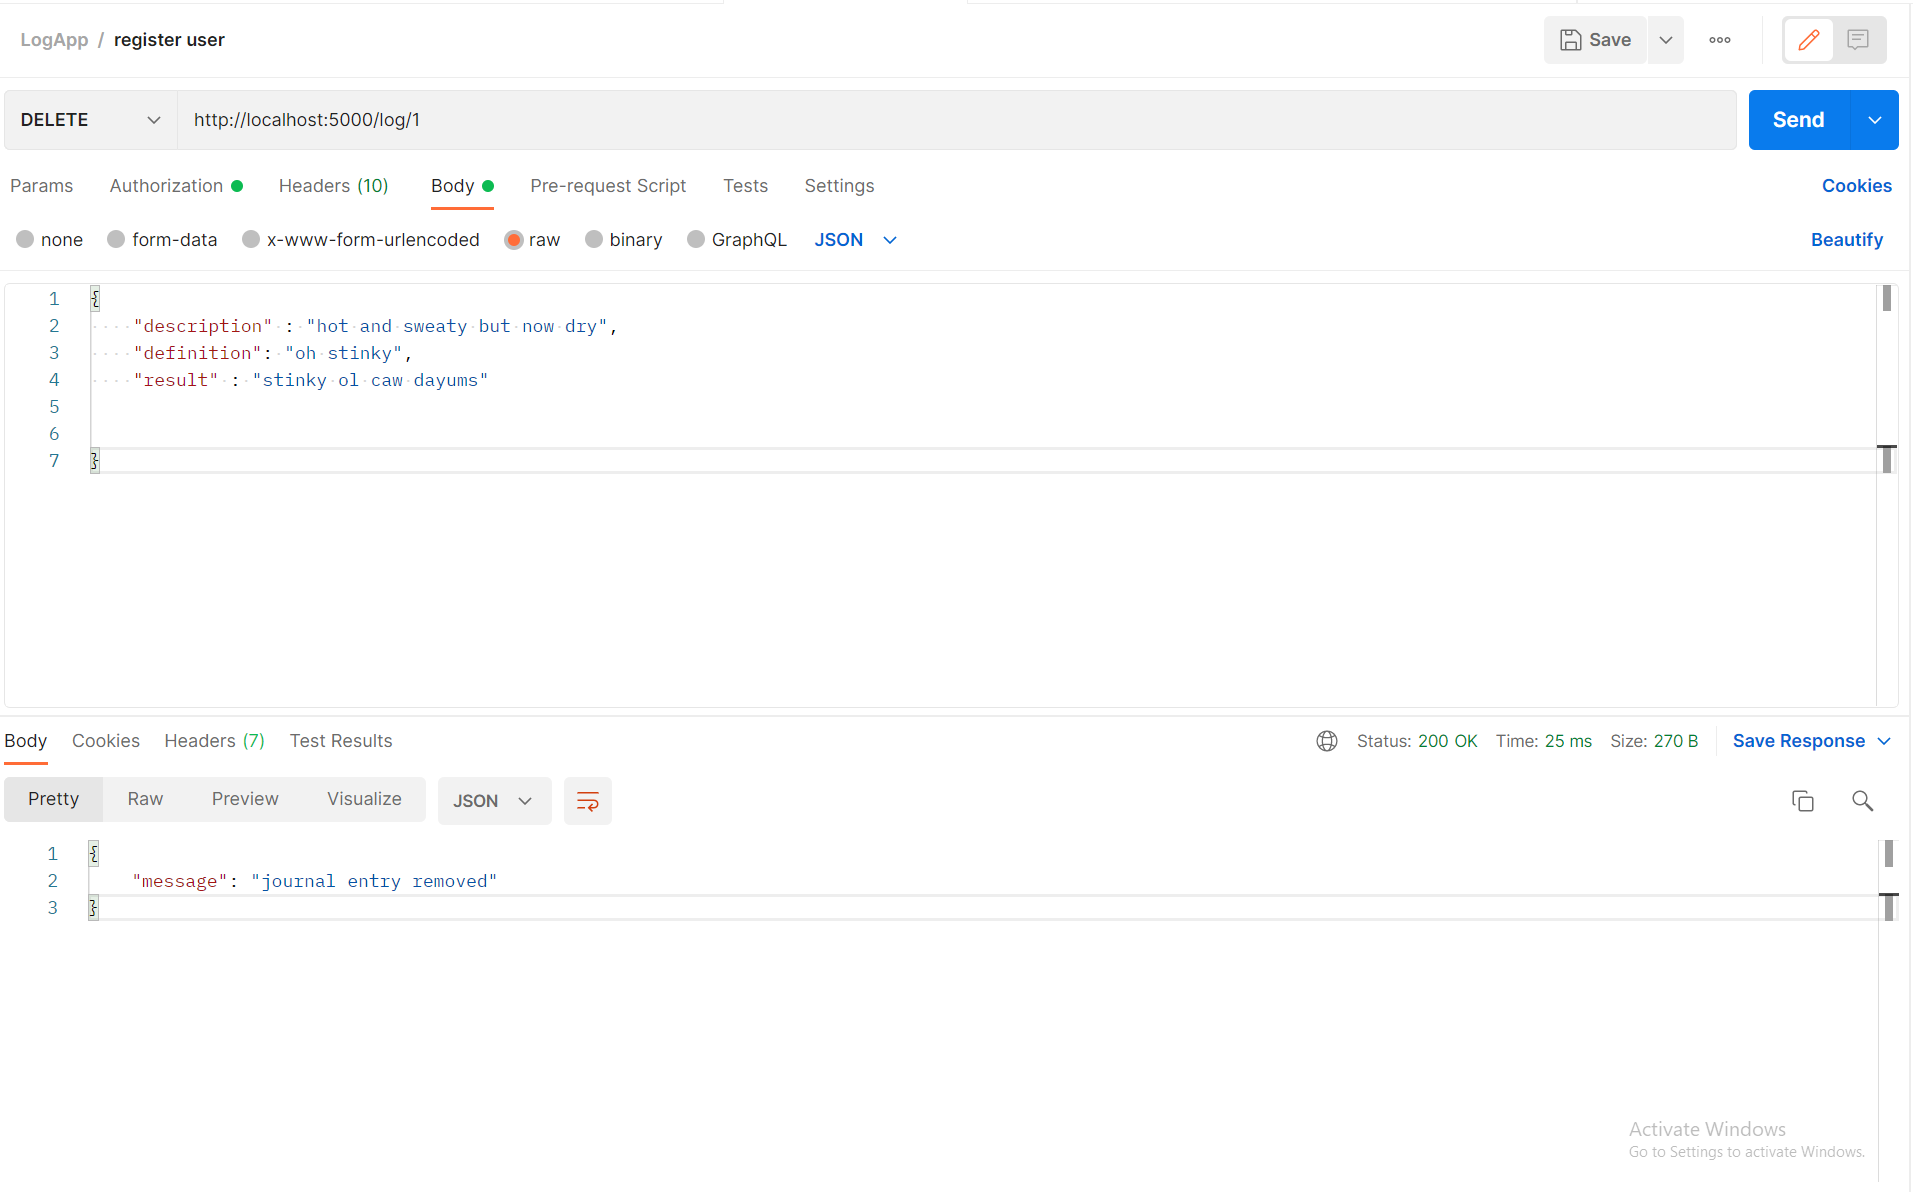 LogApp / register user
Save
DELETE http://localhost:5000/log/1 Send
Params Authorization Headers (10) Body Pre-request Script Tests Settings Cookies
none form-data x-www-form-urlencoded raw binary GraphQL JSON Beautify
1 {
2 "description" : "hot and sweaty but now dry",
3 "definition": "oh stinky",
4 "result" : "stinky ol caw dayums"
5
6
7 }
Body Cookies Headers (7) Test Results Status: 200 OK Time: 25 ms Size: 270 B Save Response
Pretty Raw Preview Visualize JSON
1 {
2 "message": "journal entry removed"
3 }
Activate Windows
Go to Settings to activate Windows.